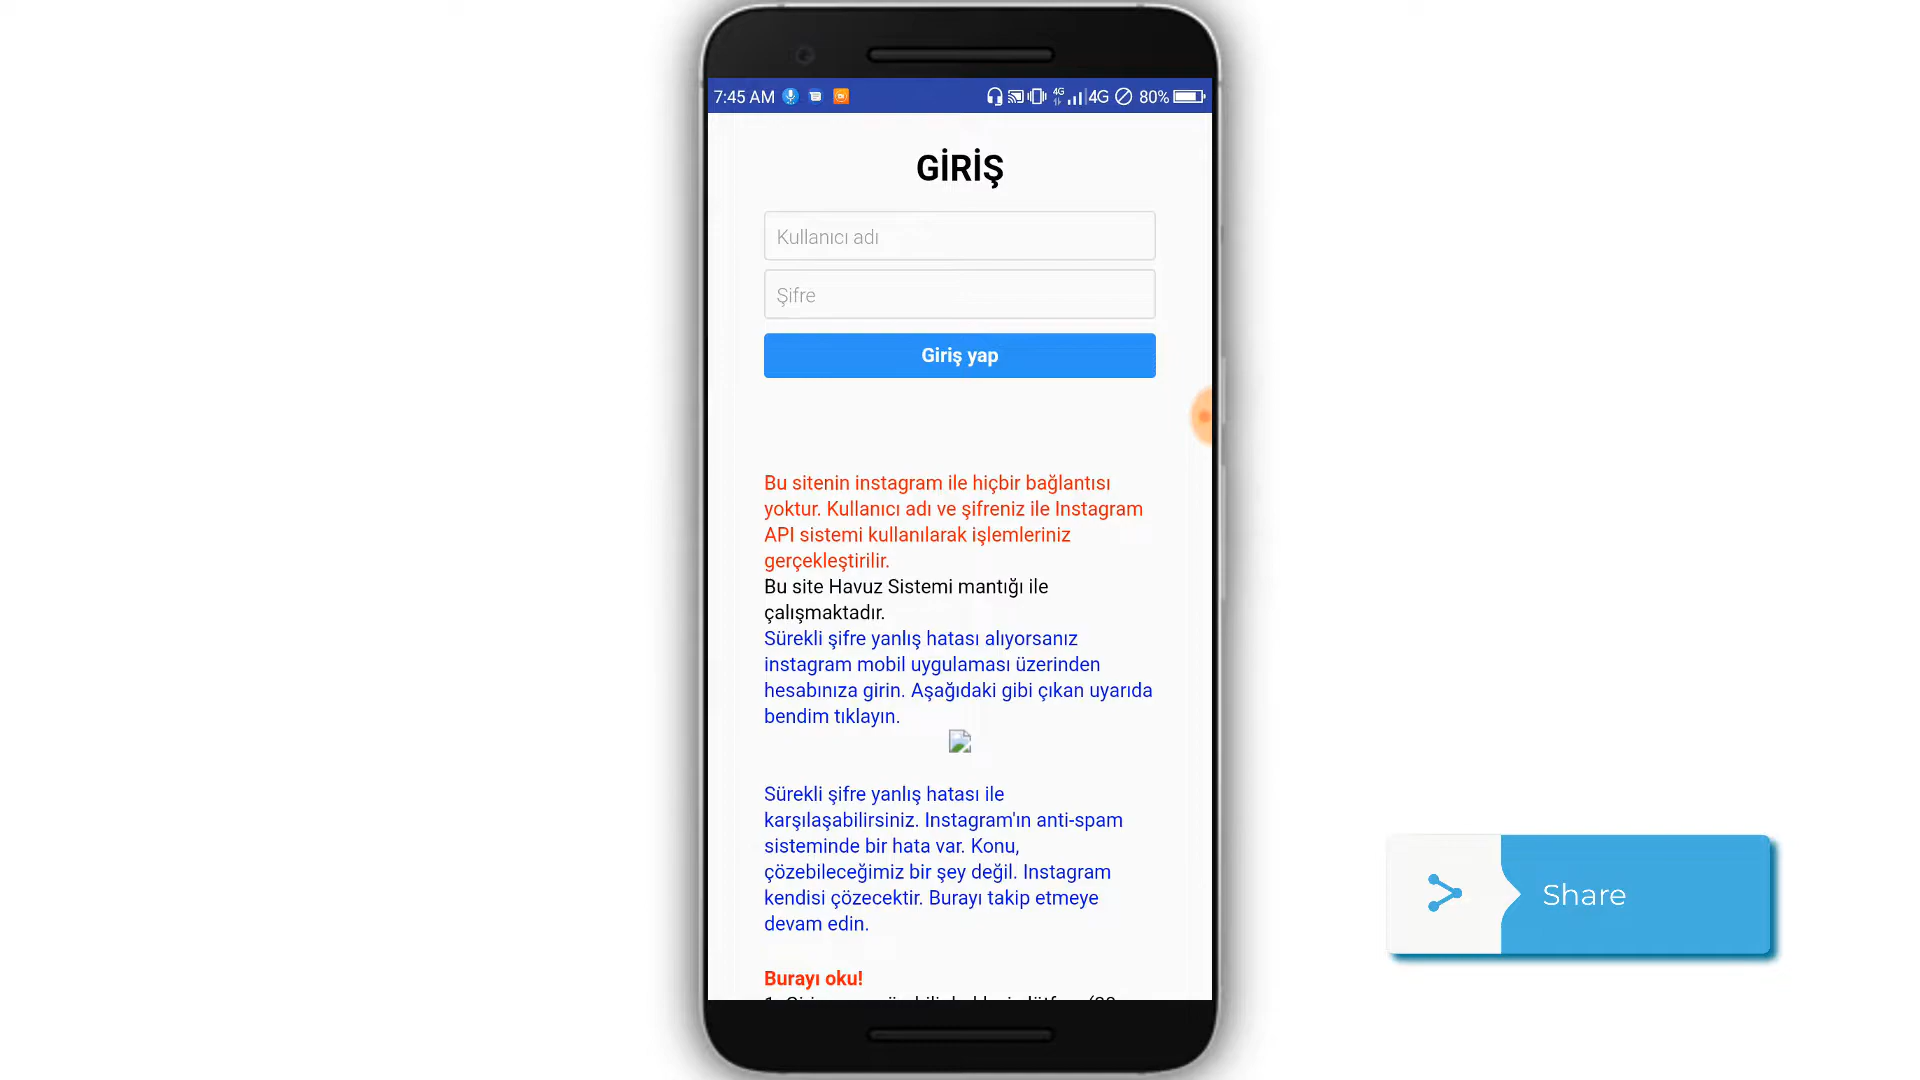 7:45 AM 4G 4G 80%
GİRİŞ
Kullanıcı adı
Şifre
Giriş yap
Bu sitenin instagram ile hiçbir bağlantısı
yoktur. Kullanıcı adı ve şifreniz ile Instagram
API sistemi kullanılarak işlemleriniz
gerçekleştirilir.
Bu site Havuz Sistemi mantığı ile
çalışmaktadır.
Sürekli şifre yanlış hatası alıyorsanız
instagram mobil uygulaması üzerinden
hesabınıza girin. Aşağıdaki gibi çıkan uyarıda
bendim tıklayın.
Sürekli şifre yanlış hatası ile
karşılaşabilirsiniz. Instagram'ın anti-spam
sisteminde bir hata var. Konu,
çözebileceğimiz bir şey değil. Instagram
kendisi çözecektir. Burayı takip etmeye
devam edin.
Burayı oku!
Share